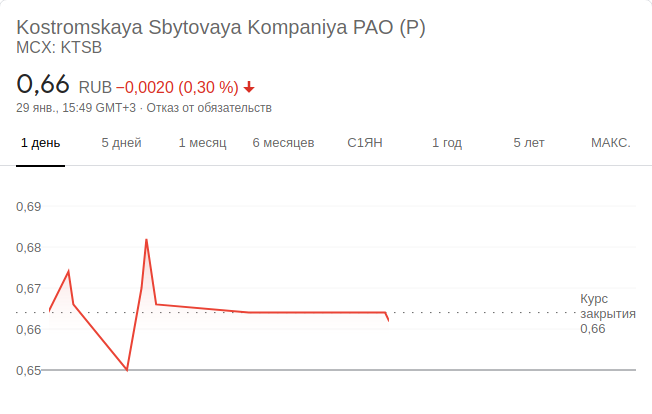 Kostromskaya Sbytovaya Kompaniya PAO (P)
MCX: KTSB
0,66 RUB −0,0020 (0,30 %)
29 янв., 15:49 GMT+3 · Отказ от обязательств
1 день 5 дней 1 месяц 6 месяцев С1ЯН 1 год 5 лет МАКС.
0,69
0,68
0,67
0,66
0,65
Курс
закрытия
0,66